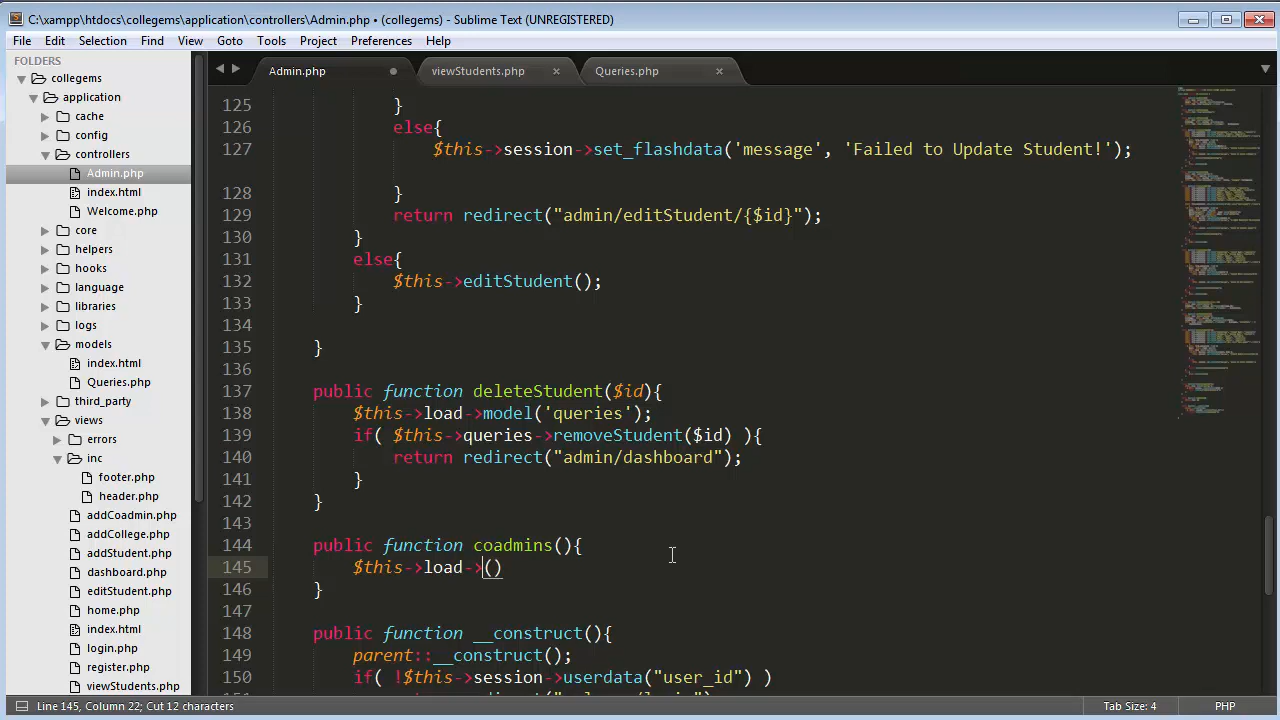 C:\xampp\htdocs\collegems\application\controllers\Admin.php • (collegems) - Sublime Text (UNREGISTERED)
File Edit Selection Find View Goto Tools Project Preferences Help
FOLDERS
collegems
application
cache
config
controllers
Admin.php
index.html
Welcome.php
core
helpers
hooks
language
libraries
logs
models
index.html
Queries.php
third_party
views
errors
inc
footer.php
header.php
addCoadmin.php
addCollege.php
addStudent.php
dashboard.php
editStudent.php
home.php
index.html
login.php
register.php
viewStudents.php
Admin.php viewStudents.php Queries.php
125 }
126 else{
127 $this->session->set_flashdata('message', 'Failed to Update Student!');
128 }
129 return redirect("admin/editStudent/{$id}");
130 }
131 else{
132 $this->editStudent();
133 }
134
135 }
136
137 public function deleteStudent($id){
138 $this->load->model('queries');
139 if( $this->queries->removeStudent($id) ){
140 return redirect("admin/dashboard");
141 }
142 }
143
144 public function coadmins(){
145 $this->load->()
146 }
147
148 public function __construct(){
149 parent::__construct();
150 if( !$this->session->userdata("user_id") )
Line 145, Column 22; Cut 12 characters Tab Size: 4 PHP